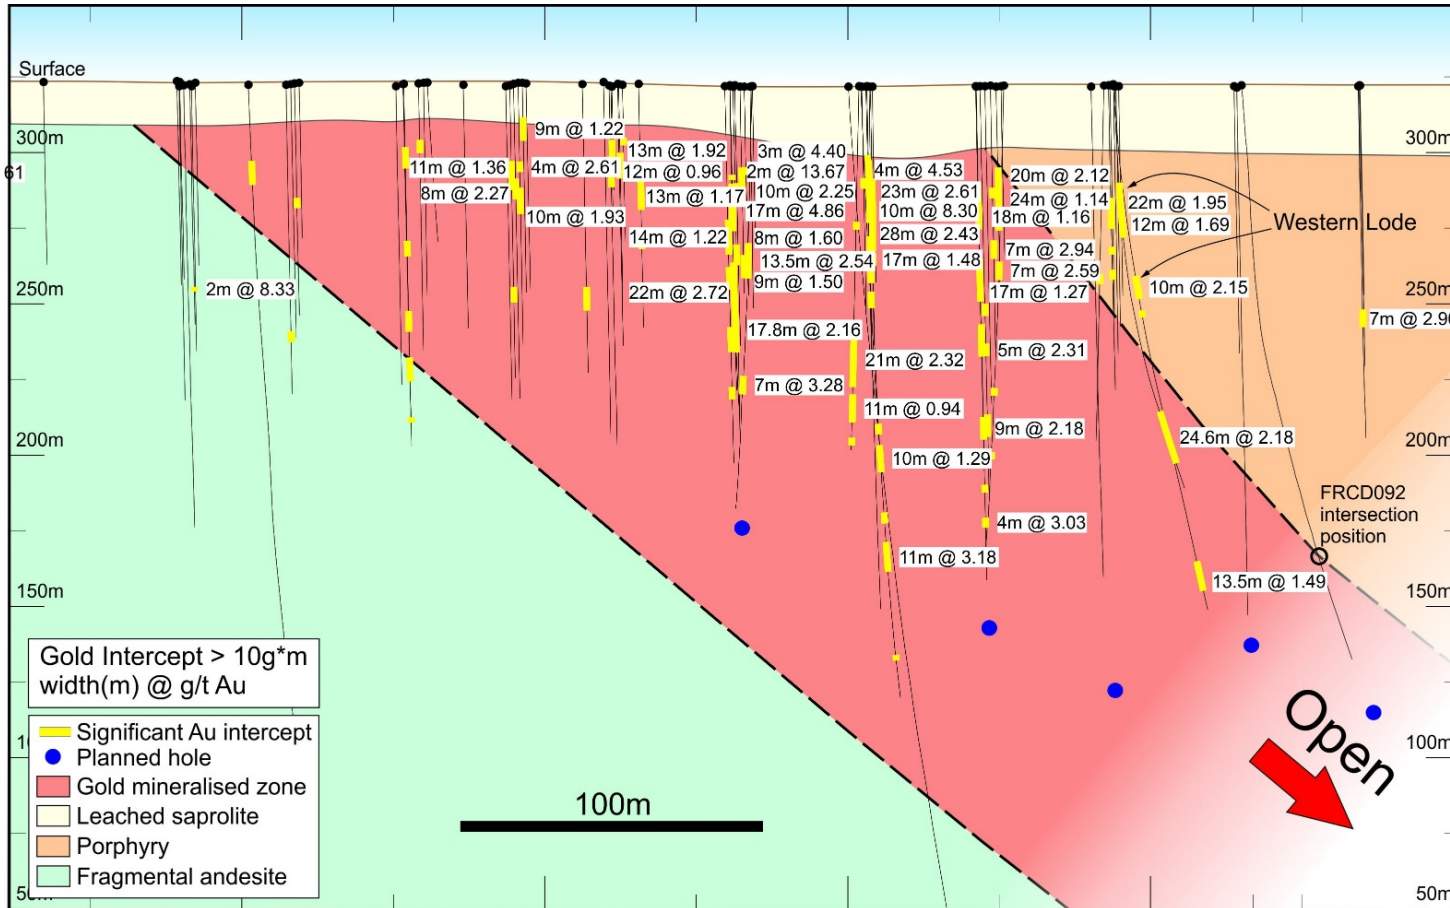 Surface
300m
300m
61
9m @ 1.22
13m @ 1.92
3m @ 4.40
11m @ 1.36
4m @ 2.61
12m @ 0.96
2m @ 13.67
4m @ 4.53
20m @ 2.12
8m @ 2.27
13m @ 1.17
10m @ 2.25
23m @ 2.61
24m @ 1.14
22m @ 1.95
10m @ 1.93
17m @ 4.86
10m @ 8.30
18m @ 1.16
12m @ 1.69
Western Lode
14m @ 1.22
8m @ 1.60
28m @ 2.43
7m @ 2.94
13.5m @ 2.54
17m @ 1.48
7m @ 2.59
2m @ 8.33
22m @ 2.72
9m @ 1.50
17m @ 1.27
10m @ 2.15
250m
250m
7m @ 2.90
17.8m @ 2.16
21m @ 2.32
5m @ 2.31
7m @ 3.28
11m @ 0.94
9m @ 2.18
24.6m @ 2.18
200m
200m
10m @ 1.29
FRCD092
intersection
position
4m @ 3.03
11m @ 3.18
13.5m @ 1.49
150m
150m
Gold Intercept > 10g*m
width(m) @ g/t Au
Significant Au intercept
Planned hole
Gold mineralised zone
Leached saprolite
Porphyry
Fragmental andesite
100m
Open
100m
50m
50m